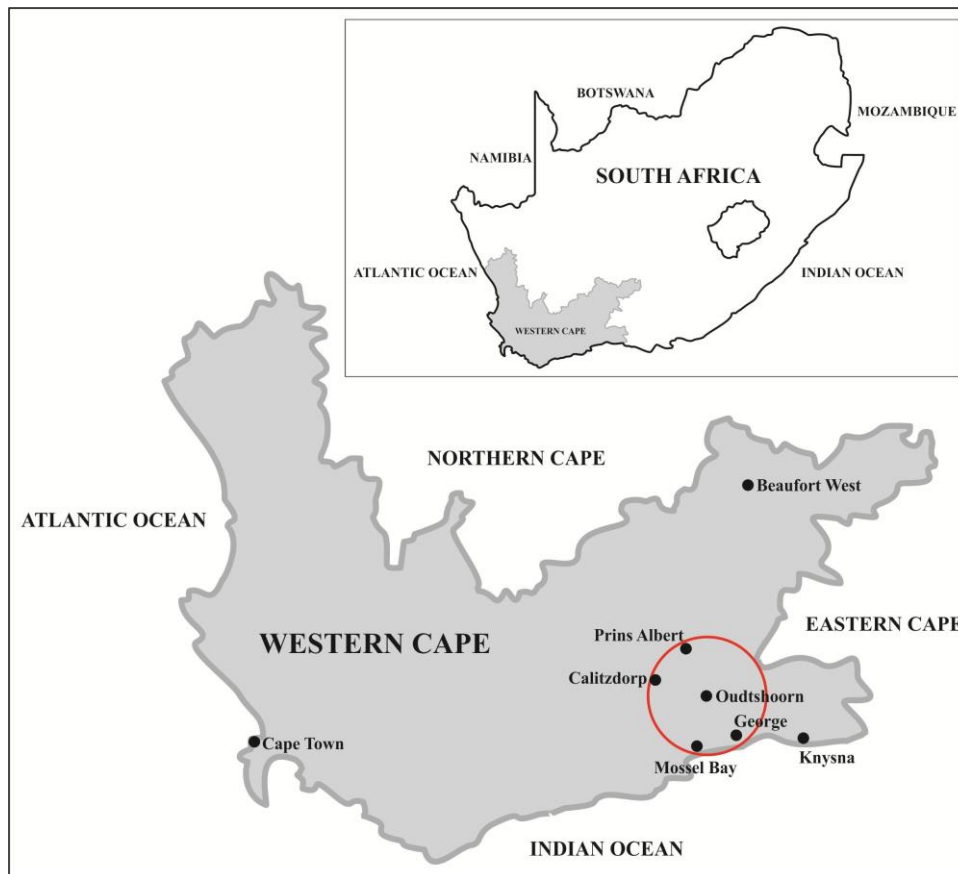 BOTSWANA
MOZAMBIQUE
NAMIBIA
SOUTH AFRICA
ATLANTIC OCEAN
INDIAN OCEAN
WESTERN CAPE
NORTHERN CAPE
Beaufort West
ATLANTIC OCEAN
EASTERN CAPE
WESTERN CAPE
Prins Albert
Calitzdorp
Oudtshoorn
George
Cape Town
Mossel Bay
Knysna
INDIAN OCEAN